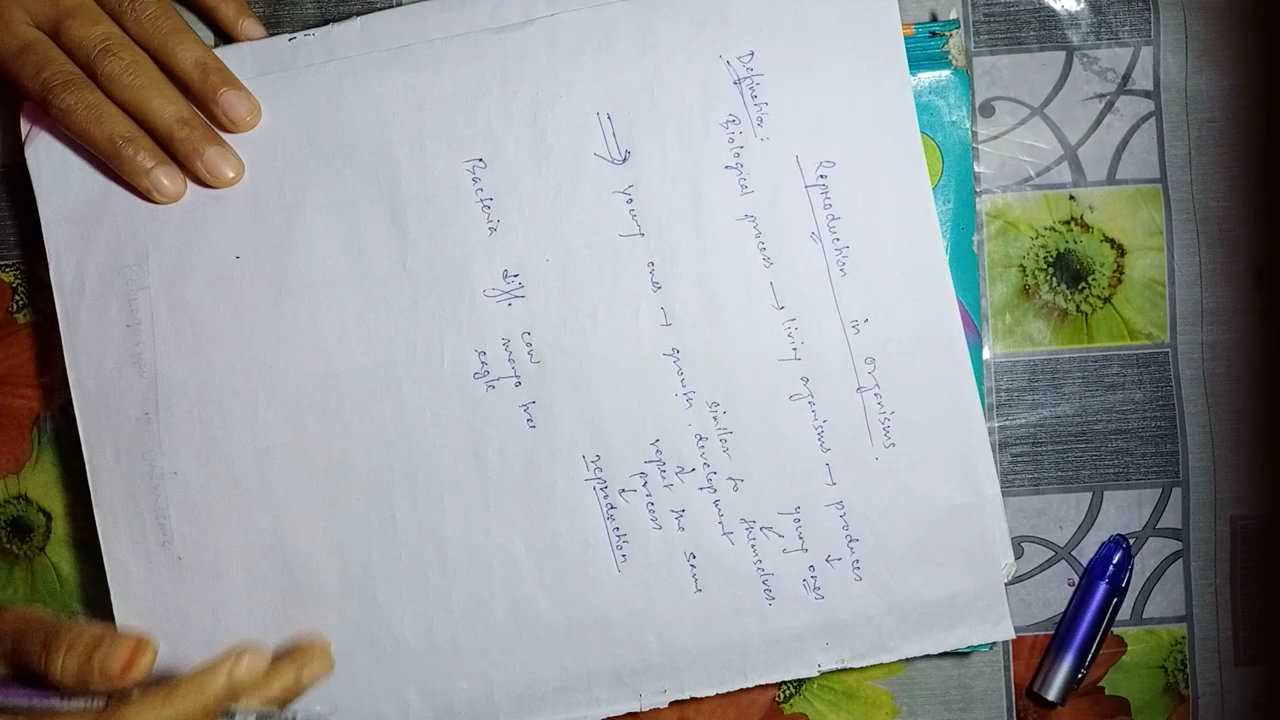 Reproduction in organisms.
Definition:
Biological process → living organisms → produces
↓
young ones
↓
similar to themselves.
⇒ young ones → growth, development
↓
repeat the same
process
↓
reproduction
Bacteria diff. cow
mango tree
eagle